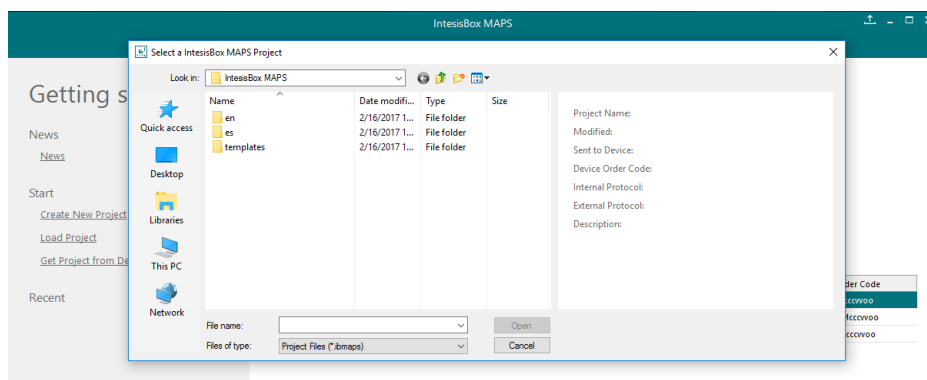 IntesisBox MAPS
Select a IntesisBox MAPS Project
Look in: IntesisBox MAPS
Name Date modifi... Type Size
en 2/16/2017 1... File folder
es 2/16/2017 1... File folder
templates 2/16/2017 1... File folder
Quick access
Desktop
Libraries
This PC
Network
Project Name:
Modified:
Sent to Device:
Device Order Code:
Internal Protocol:
External Protocol:
Description:
File name:
Open
Files of type: Project Files (*.ibmaps)
Cancel
Getting s
News
News
Start
Create New Project
Load Project
Get Project from De
Recent
der Code